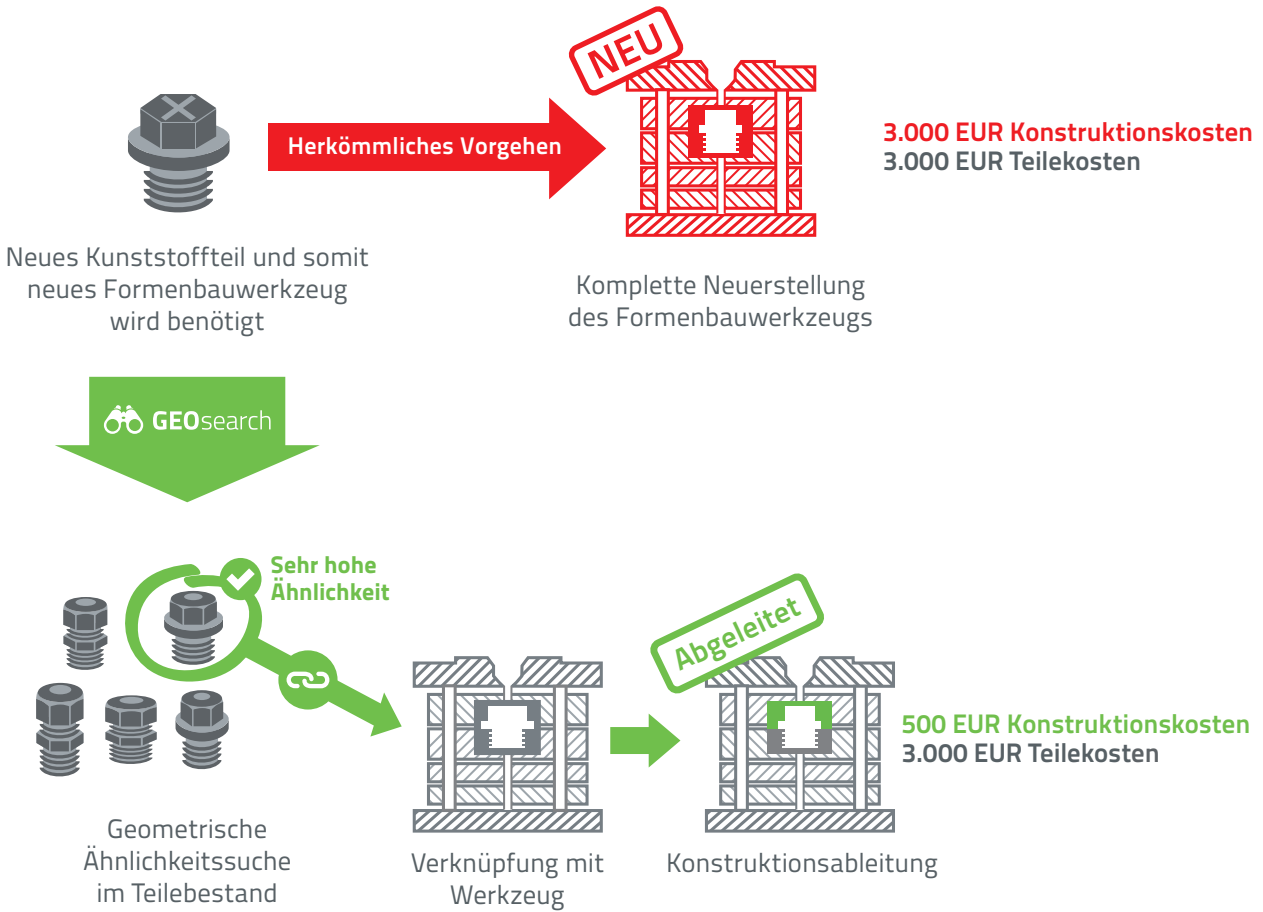 NEU
Herkömmliches Vorgehen
3.000 EUR Konstruktionskosten
3.000 EUR Teilekosten
Neues Kunststoffteil und somit
neues Formenbauwerkzeug
wird benötigt
Komplette Neuerstellung
des Formenbauwerkzeugs
GEOsearch
Sehr hohe
Ähnlichkeit
Abgeleitet
500 EUR Konstruktionskosten
3.000 EUR Teilekosten
Geometrische
Ähnlichkeitssuche
im Teilebestand
Verknüpfung mit
Werkzeug
Konstruktionsableitung